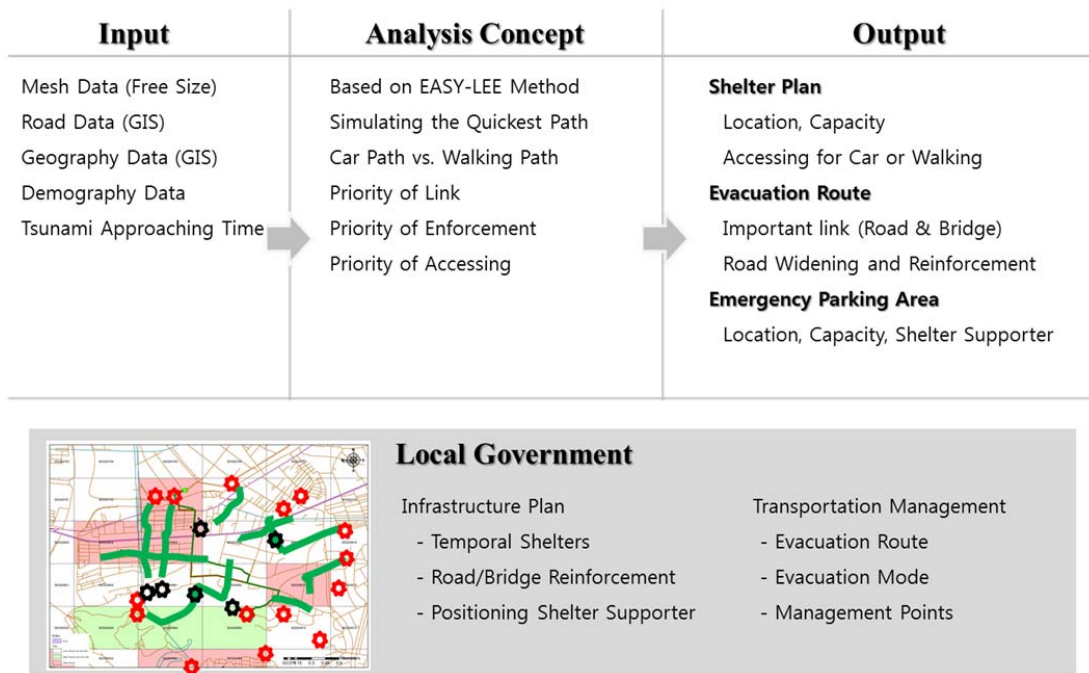 Input
Mesh Data (Free Size)
Road Data (GIS)
Geography Data (GIS)
Demography Data
Tsunami Approaching Time
Analysis Concept
Based on EASY-LEE Method
Simulating the Quickest Path
Car Path vs. Walking Path
Priority of Link
Priority of Enforcement
Priority of Accessing
Output
Shelter Plan
Location, Capacity
Accessing for Car or Walking
Evacuation Route
Important link (Road & Bridge)
Road Widening and Reinforcement
Emergency Parking Area
Location, Capacity, Shelter Supporter
Local Government
Infrastructure Plan
- Temporal Shelters
- Road/Bridge Reinforcement
- Positioning Shelter Supporter
Transportation Management
- Evacuation Route
- Evacuation Mode
- Management Points